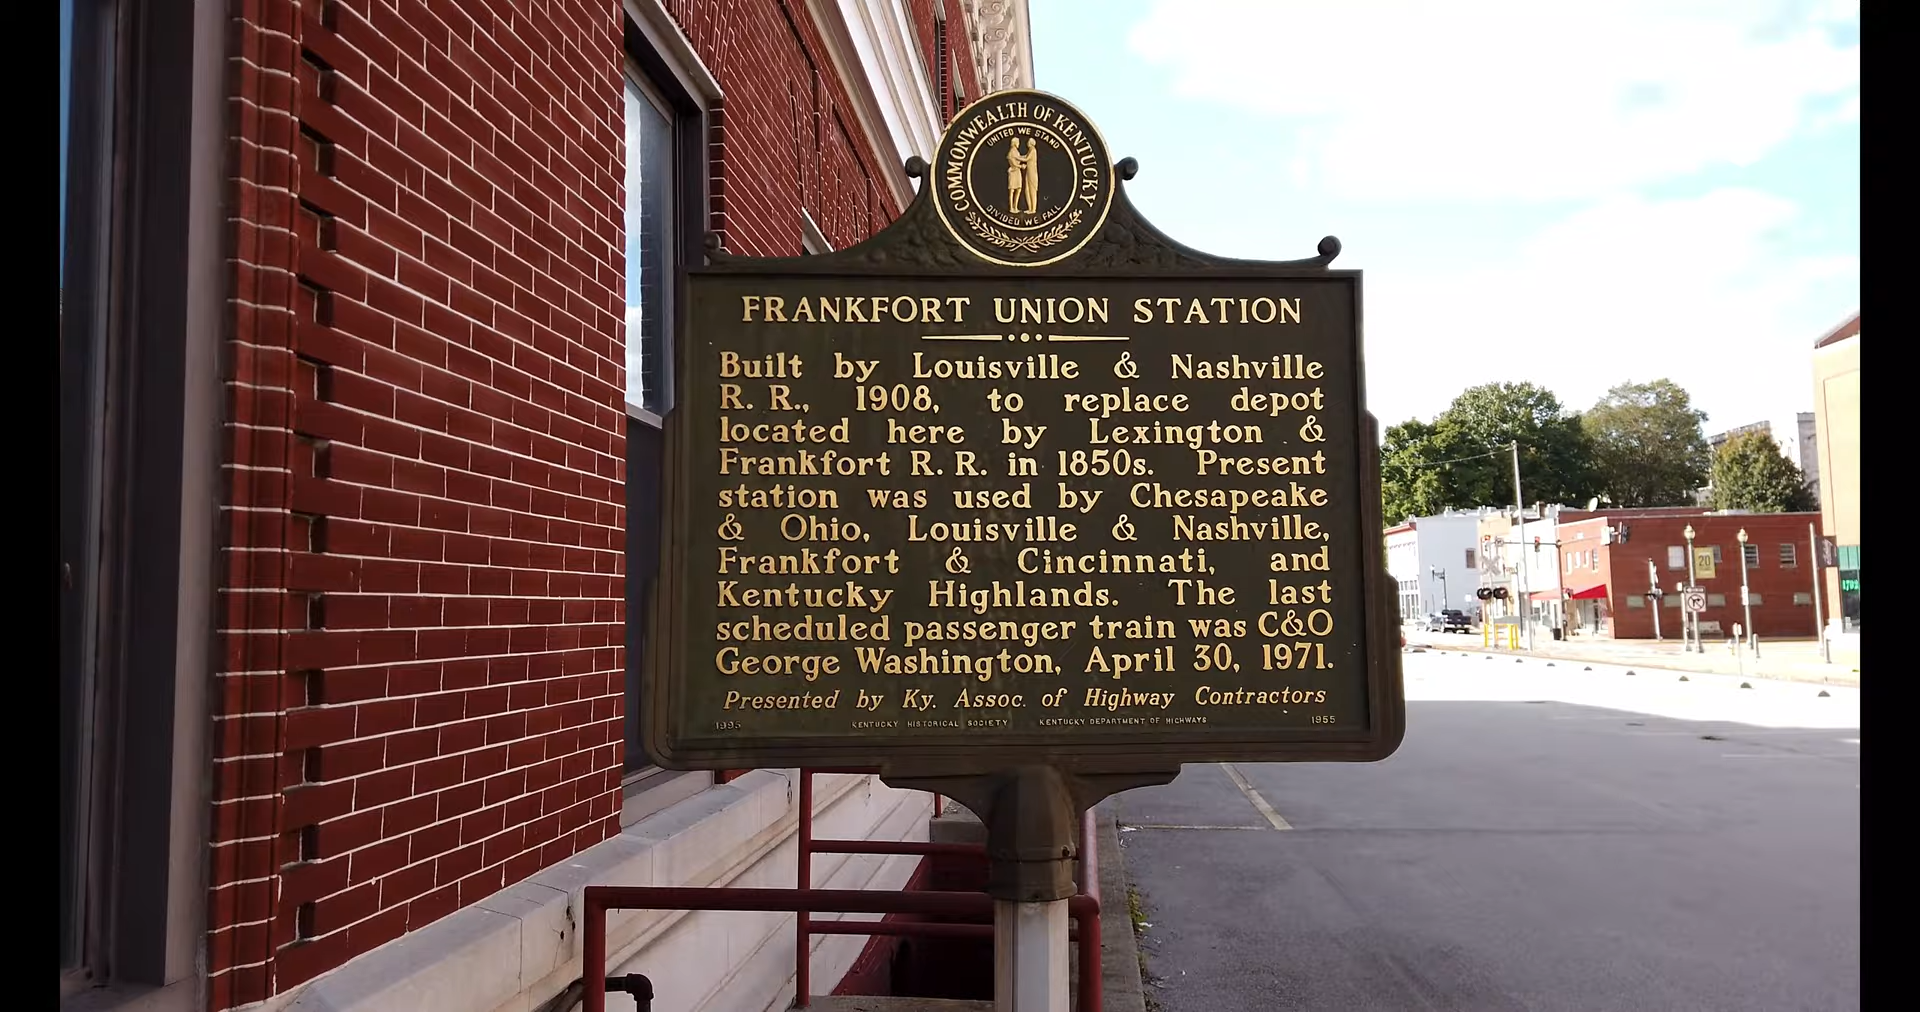 COMMONWEALTH OF KENTUCKY
UNITED WE STAND
DIVIDED WE FALL
FRANKFORT UNION STATION
Built by Louisville & Nashville
R. R., 1908, to replace depot
located here by Lexington &
Frankfort R. R. in 1850s. Present
station was used by Chesapeake
& Ohio, Louisville & Nashville,
Frankfort & Cincinnati, and
Kentucky Highlands. The last
scheduled passenger train was C&O
George Washington, April 30, 1971.
Presented by Ky. Assoc. of Highway Contractors
1995 KENTUCKY HISTORICAL SOCIETY KENTUCKY DEPARTMENT OF HIGHWAYS 1955
20